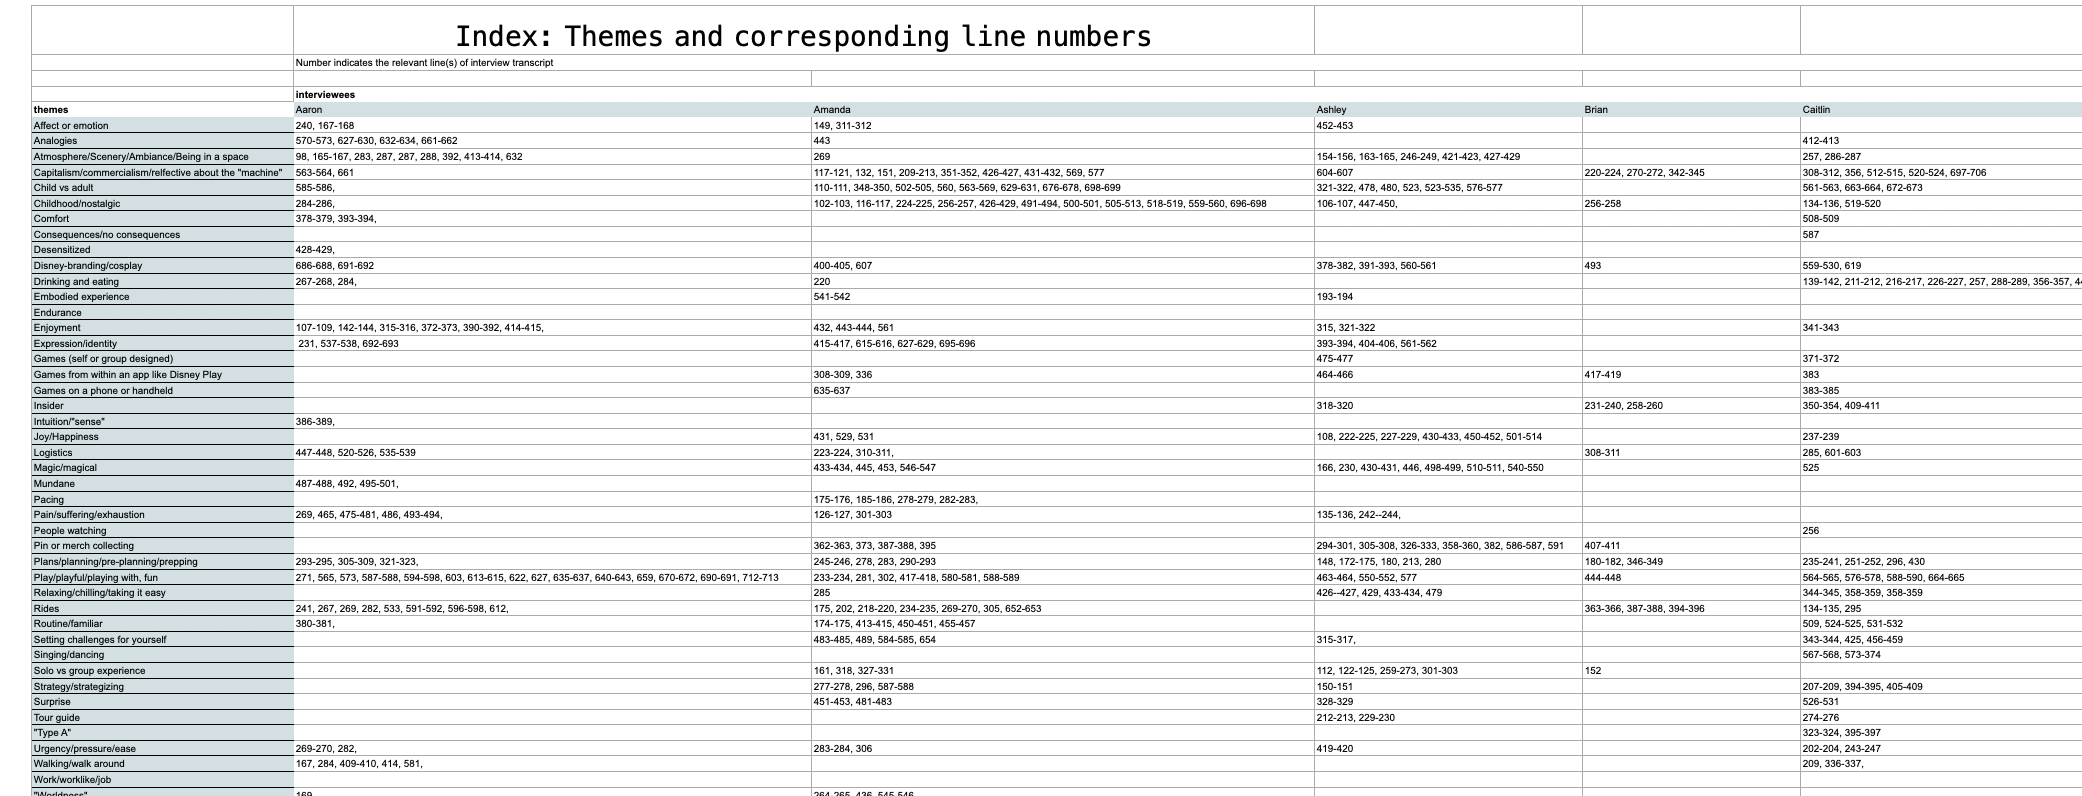 Index: Themes and corresponding line numbers
Number indicates the relevant line(s) of interview transcript
interviewees
themes Aaron Amanda Ashley Brian Caitlin
Affect or emotion 240, 167-168 149, 311-312 452-453
Analogies 570-573, 627-630, 632-634, 661-662 443 412-413
Atmosphere/Scenery/Ambiance/Being in a space 98, 165-167, 283, 287, 287, 288, 392, 413-414, 632 269 154-156, 163-165, 246-249, 421-423, 427-429 257, 286-287
Capitalism/commercialism/relfective about the "machine" 563-564, 661 117-121, 132, 151, 209-213, 351-352, 426-427, 431-432, 569, 577 604-607 220-224, 270-272, 342-345 308-312, 356, 512-515, 520-524, 697-706
Child vs adult 585-586, 110-111, 348-350, 502-505, 560, 563-569, 629-631, 676-678, 698-699 321-322, 478, 480, 523, 523-535, 576-577 561-563, 663-664, 672-673
Childhood/nostalgic 284-286, 102-103, 116-117, 224-225, 256-257, 426-429, 491-494, 500-501, 505-513, 518-519, 559-560, 696-698 106-107, 447-450, 256-258 134-136, 519-520
Comfort 378-379, 393-394, 508-509
Consequences/no consequences 587
Desensitized 428-429,
Disney-branding/cosplay 686-688, 691-692 400-405, 607 378-382, 391-393, 560-561 493 559-530, 619
Drinking and eating 267-268, 284, 220 139-142, 211-212, 216-217, 226-227, 257, 288-289, 356-357,
Embodied experience 541-542 193-194
Endurance
Enjoyment 107-109, 142-144, 315-316, 372-373, 390-392, 414-415, 432, 443-444, 561 315, 321-322 341-343
Expression/identity 231, 537-538, 692-693 415-417, 615-616, 627-629, 695-696 393-394, 404-406, 561-562
Games (self or group designed) 475-477 371-372
Games from within an app like Disney Play 308-309, 336 464-466 417-419 383
Games on a phone or handheld 635-637 383-385
Insider 318-320 231-240, 258-260 350-354, 409-411
Intuition/"sense" 386-389,
Joy/Happiness 431, 529, 531 108, 222-225, 227-229, 430-433, 450-452, 501-514 237-239
Logistics 447-448, 520-526, 535-539 223-224, 310-311, 308-311 285, 601-603
Magic/magical 433-434, 445, 453, 546-547 166, 230, 430-431, 446, 498-499, 510-511, 540-550 525
Mundane 487-488, 492, 495-501,
Pacing 175-176, 185-186, 278-279, 282-283,
Pain/suffering/exhaustion 269, 465, 475-481, 486, 493-494, 126-127, 301-303 135-136, 242--244,
People watching 256
Pin or merch collecting 362-363, 373, 387-388, 395 294-301, 305-308, 326-333, 358-360, 382, 586-587, 591 407-411
Plans/planning/pre-planning/prepping 293-295, 305-309, 321-323, 245-246, 278, 283, 290-293 148, 172-175, 180, 213, 280 180-182, 346-349 235-241, 251-252, 296, 430
Play/playful/playing with, fun 271, 565, 573, 587-588, 594-598, 603, 613-615, 622, 627, 635-637, 640-643, 659, 670-672, 690-691, 712-713 233-234, 281, 302, 417-418, 580-581, 588-589 463-464, 550-552, 577 444-448 564-565, 576-578, 588-590, 664-665
Relaxing/chilling/taking it easy 285 426--427, 429, 433-434, 479 344-345, 358-359, 358-359
Rides 241, 267, 269, 282, 533, 591-592, 596-598, 612, 175, 202, 218-220, 234-235, 269-270, 305, 652-653 363-366, 387-388, 394-396 134-135, 295
Routine/familiar 380-381, 174-175, 413-415, 450-451, 455-457 509, 524-525, 531-532
Setting challenges for yourself 483-485, 489, 584-585, 654 315-317, 343-344, 425, 456-459
Singing/dancing 567-568, 573-374
Solo vs group experience 161, 318, 327-331 112, 122-125, 259-273, 301-303 152
Strategy/strategizing 277-278, 296, 587-588 150-151 207-209, 394-395, 405-409
Surprise 451-453, 481-483 328-329 526-531
Tour guide 212-213, 229-230 274-276
"Type A" 323-324, 395-397
Urgency/pressure/ease 269-270, 282, 283-284, 306 419-420 202-204, 243-247
Walking/walk around 167, 284, 409-410, 414, 581, 209, 336-337,
Work/worklike/job
"Worldness" 169 264-265, 436, 545-546